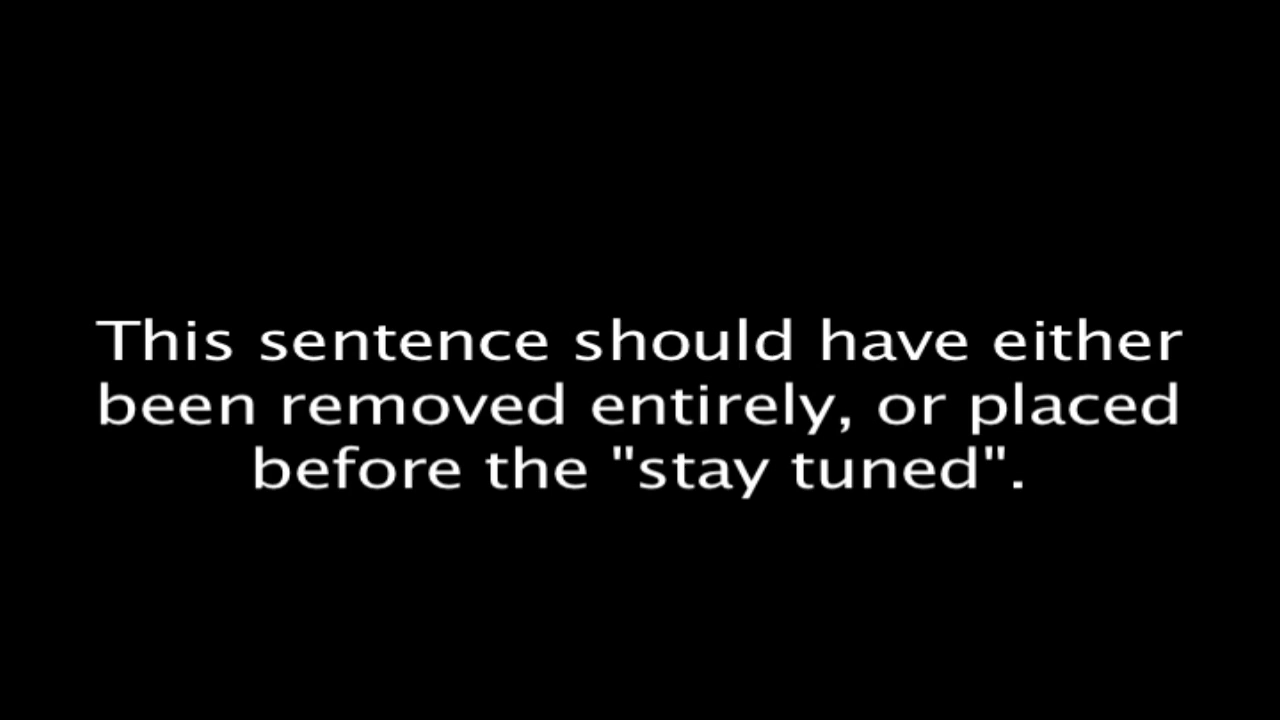 This sentence should have either
been removed entirely, or placed
before the "stay tuned".